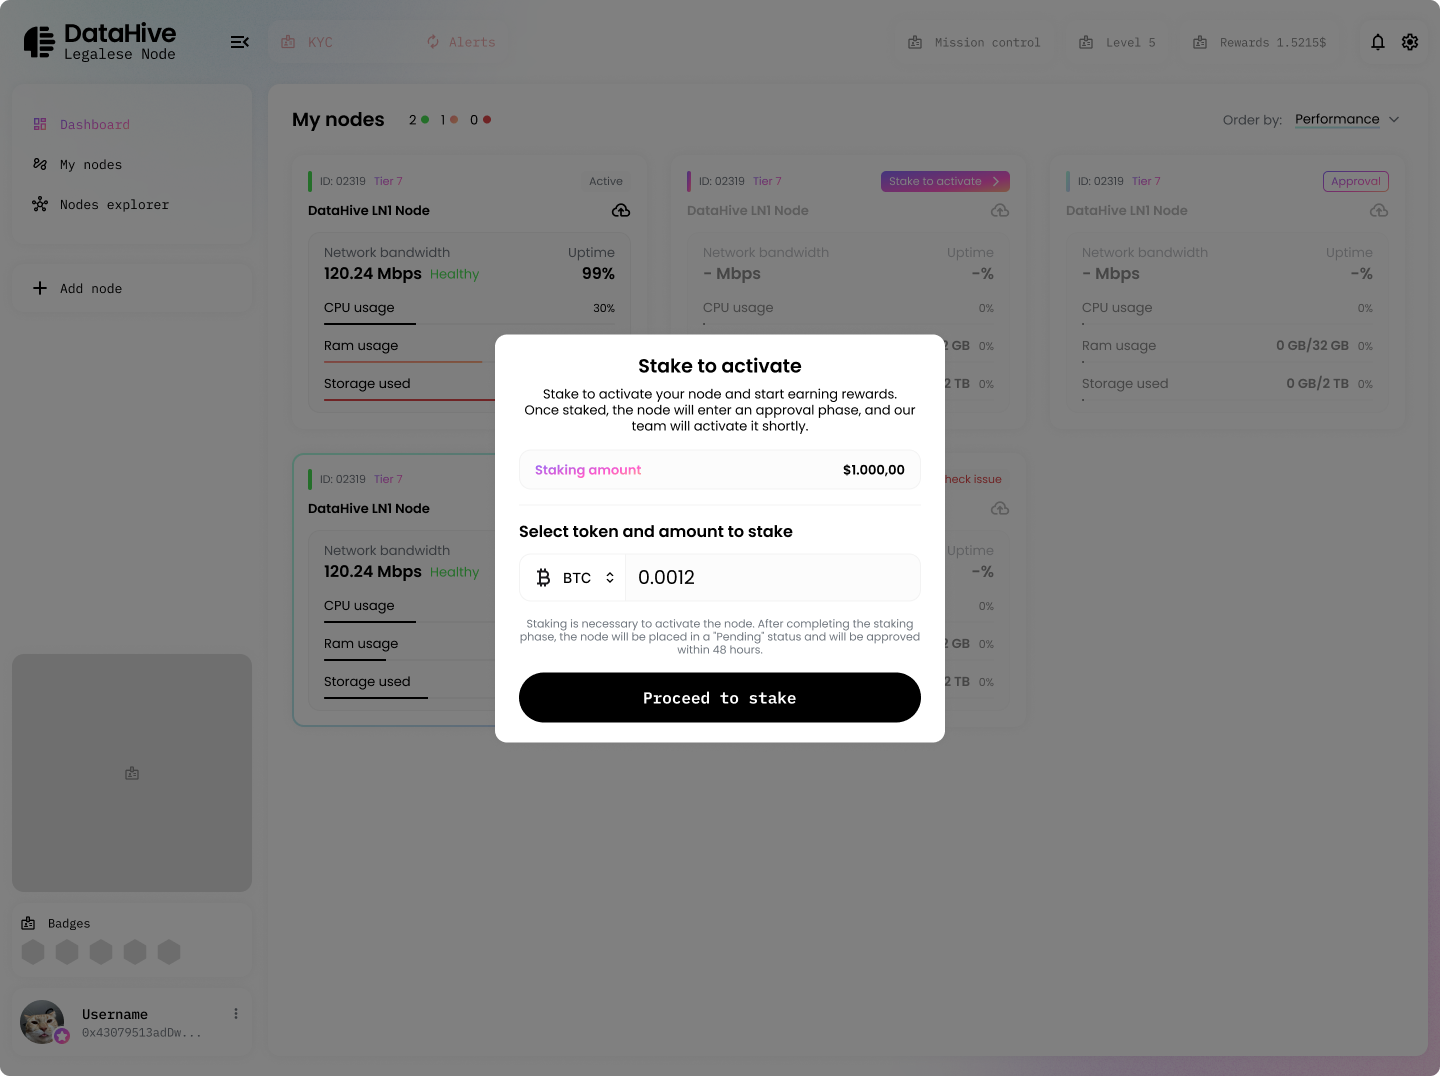 DataHive
Legalese Node
KYC
Alerts
Mission control
Level 5
Rewards 1.5215$
Dashboard
My nodes
Nodes explorer
Add node
Badges
Username
0x43079513adDw...
My nodes
2
1
0
Order by:
Performance
ID: 02319 Tier 7
Active
DataHive LN1 Node
Network bandwidth
Uptime
120.24 Mbps Healthy
99%
CPU usage
30%
Ram usage
Storage used
ID: 02319 Tier 7
Stake to activate
DataHive LN1 Node
Network bandwidth
Uptime
- Mbps
-%
CPU usage
0%
GB 0%
TB 0%
ID: 02319 Tier 7
Approval
DataHive LN1 Node
Network bandwidth
Uptime
- Mbps
-%
CPU usage
0%
Ram usage
0 GB/32 GB 0%
Storage used
0 GB/2 TB 0%
ID: 02319 Tier 7
DataHive LN1 Node
Network bandwidth
120.24 Mbps Healthy
CPU usage
Ram usage
Storage used
heck issue
Uptime
-%
0%
GB 0%
2 TB 0%
Stake to activate
Stake to activate your node and start earning rewards.
Once staked, the node will enter an approval phase, and our
team will activate it shortly.
Staking amount
$1.000,00
Select token and amount to stake
BTC
0.0012
Staking is necessary to activate the node. After completing the staking
phase, the node will be placed in a "Pending" status and will be approved
within 48 hours.
Proceed to stake